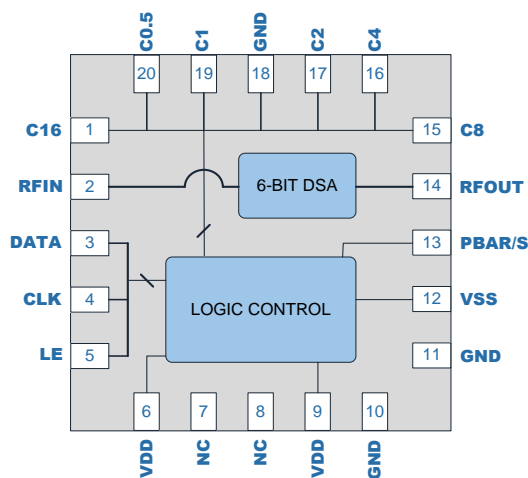 C0.5 C1 GND C2 C4
20 19 18 17 16
C16 1 15 C8
RFIN 2 6-BIT DSA 14 RFOUT
DATA 3 13 PBAR/S
CLK 4 LOGIC CONTROL 12 VSS
LE 5 11 GND
6 7 8 9 10
VDD NC NC VDD GND